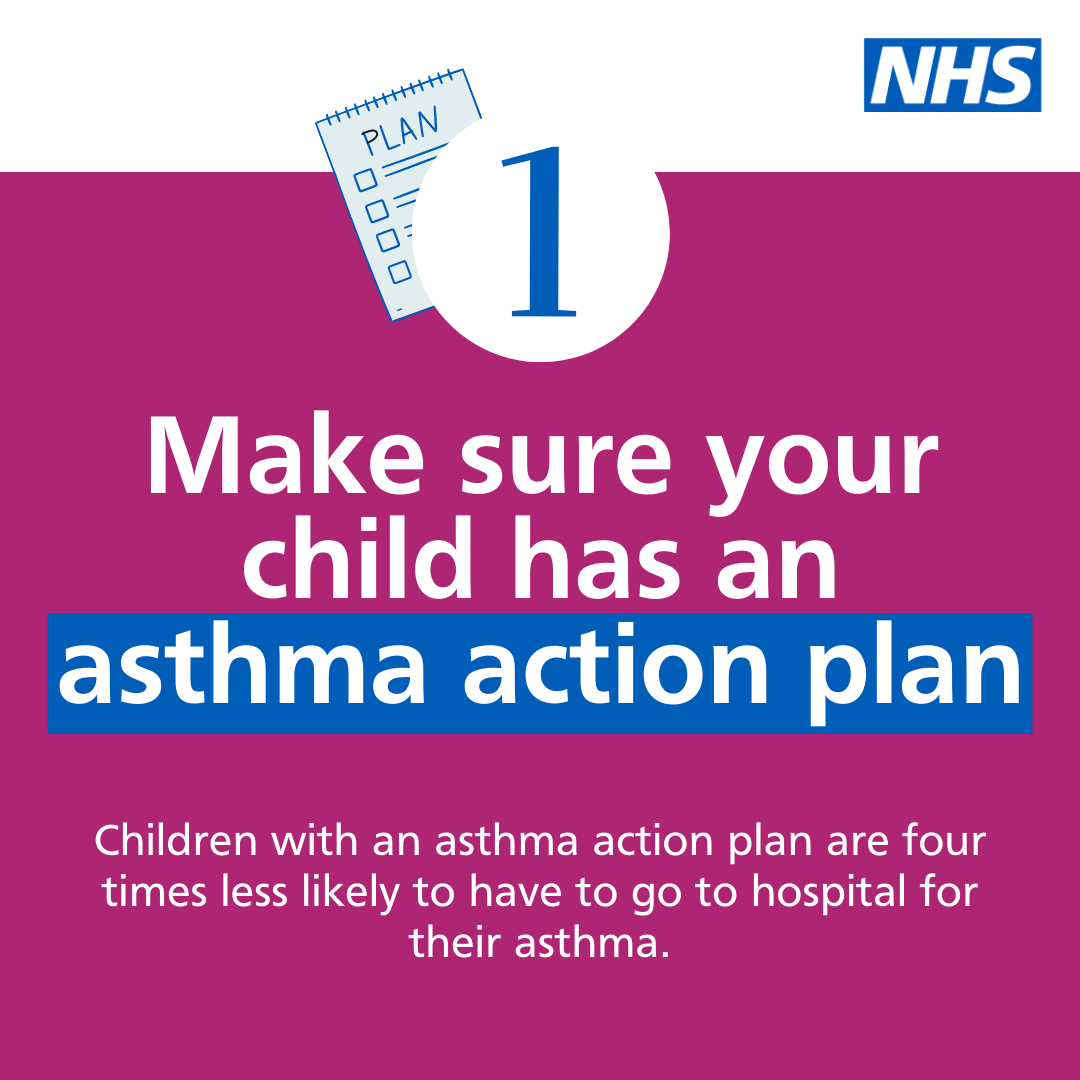 NHS
PLAN
1
Make sure your
child has an
asthma action plan
Children with an asthma action plan are four
times less likely to have to go to hospital for
their asthma.